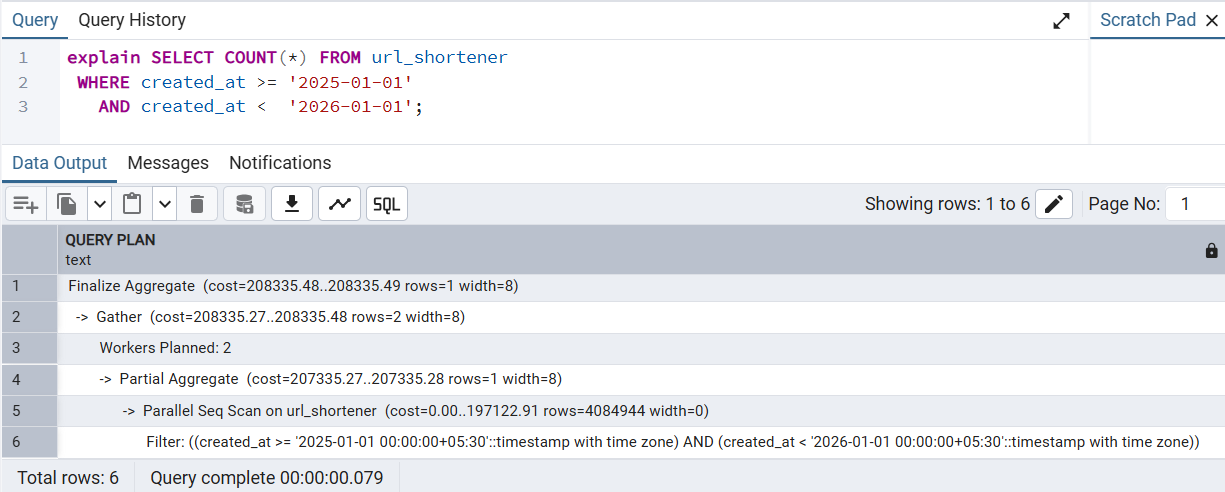 Query Query History Scratch Pad
1 explain SELECT COUNT(*) FROM url_shortener
2 WHERE created_at >= '2025-01-01'
3 AND created_at < '2026-01-01';
Data Output Messages Notifications
SQL Showing rows: 1 to 6 Page No: 1
QUERY PLAN
text
1 Finalize Aggregate (cost=208335.48..208335.49 rows=1 width=8)
2 -> Gather (cost=208335.27..208335.48 rows=2 width=8)
3 Workers Planned: 2
4 -> Partial Aggregate (cost=207335.27..207335.28 rows=1 width=8)
5 -> Parallel Seq Scan on url_shortener (cost=0.00..197122.91 rows=4084944 width=0)
6 Filter: ((created_at >= '2025-01-01 00:00:00+05:30'::timestamp with time zone) AND (created_at < '2026-01-01 00:00:00+05:30'::timestamp with time zone))
Total rows: 6 Query complete 00:00:00.079